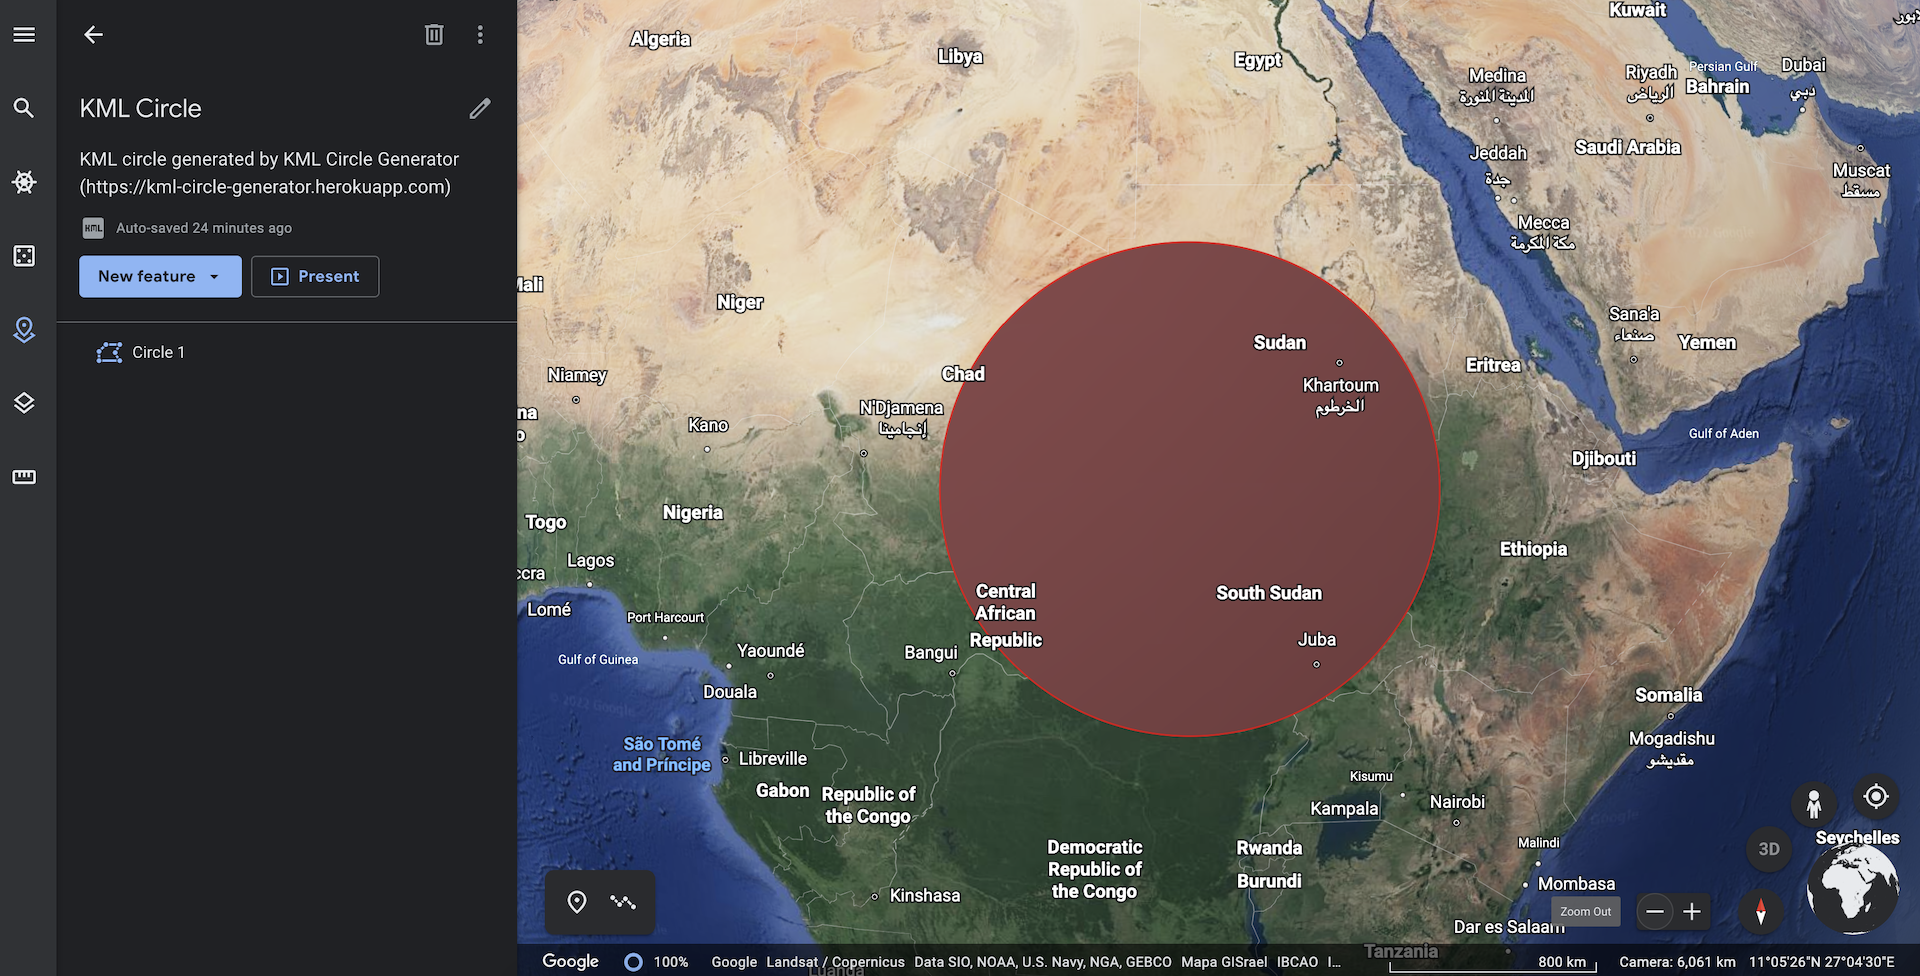 KML Circle
KML circle generated by KML Circle Generator
(https://kml-circle-generator.herokuapp.com)
KML
Auto-saved 24 minutes ago
New feature
Present
Circle 1
Algeria
Libya
Egypt
Kuwait
Medina
المدينة المنورة
Riyadh
الرياض
Persian Gulf
Bahrain
Dubai
دبي
Jeddah
جدة
Saudi Arabia
Muscat
مسقط
Mecca
مكة المكرمة
Mali
Niger
Sudan
Khartoum
الخرطوم
Sana'a
صنعاء
Yemen
Eritrea
Chad
Niamey
N'Djamena
إنجامينا
Kano
Gulf of Aden
Djibouti
Nigeria
Togo
Ethiopia
Lagos
Central
African
Republic
South Sudan
Lomé
Port Harcourt
Juba
Gulf of Guinea
Yaoundé
Bangui
Douala
Somalia
Mogadishu
مقديشو
São Tomé
and Príncipe
Libreville
Gabon
Republic of
the Congo
Kisumu
Kampala
Nairobi
Malindi
Seychelles
3D
Democratic
Republic of
the Congo
Rwanda
Burundi
Kinshasa
Mombasa
Zoom Out
Dar es Salaam
Tanzania
Luanda
Google
100%
Google Landsat / Copernicus Data SIO, NOAA, U.S. Navy, NGA, GEBCO Mapa GISrael IBCAO I...
800 km
Camera: 6,061 km 11°05'26"N 27°04'30"E